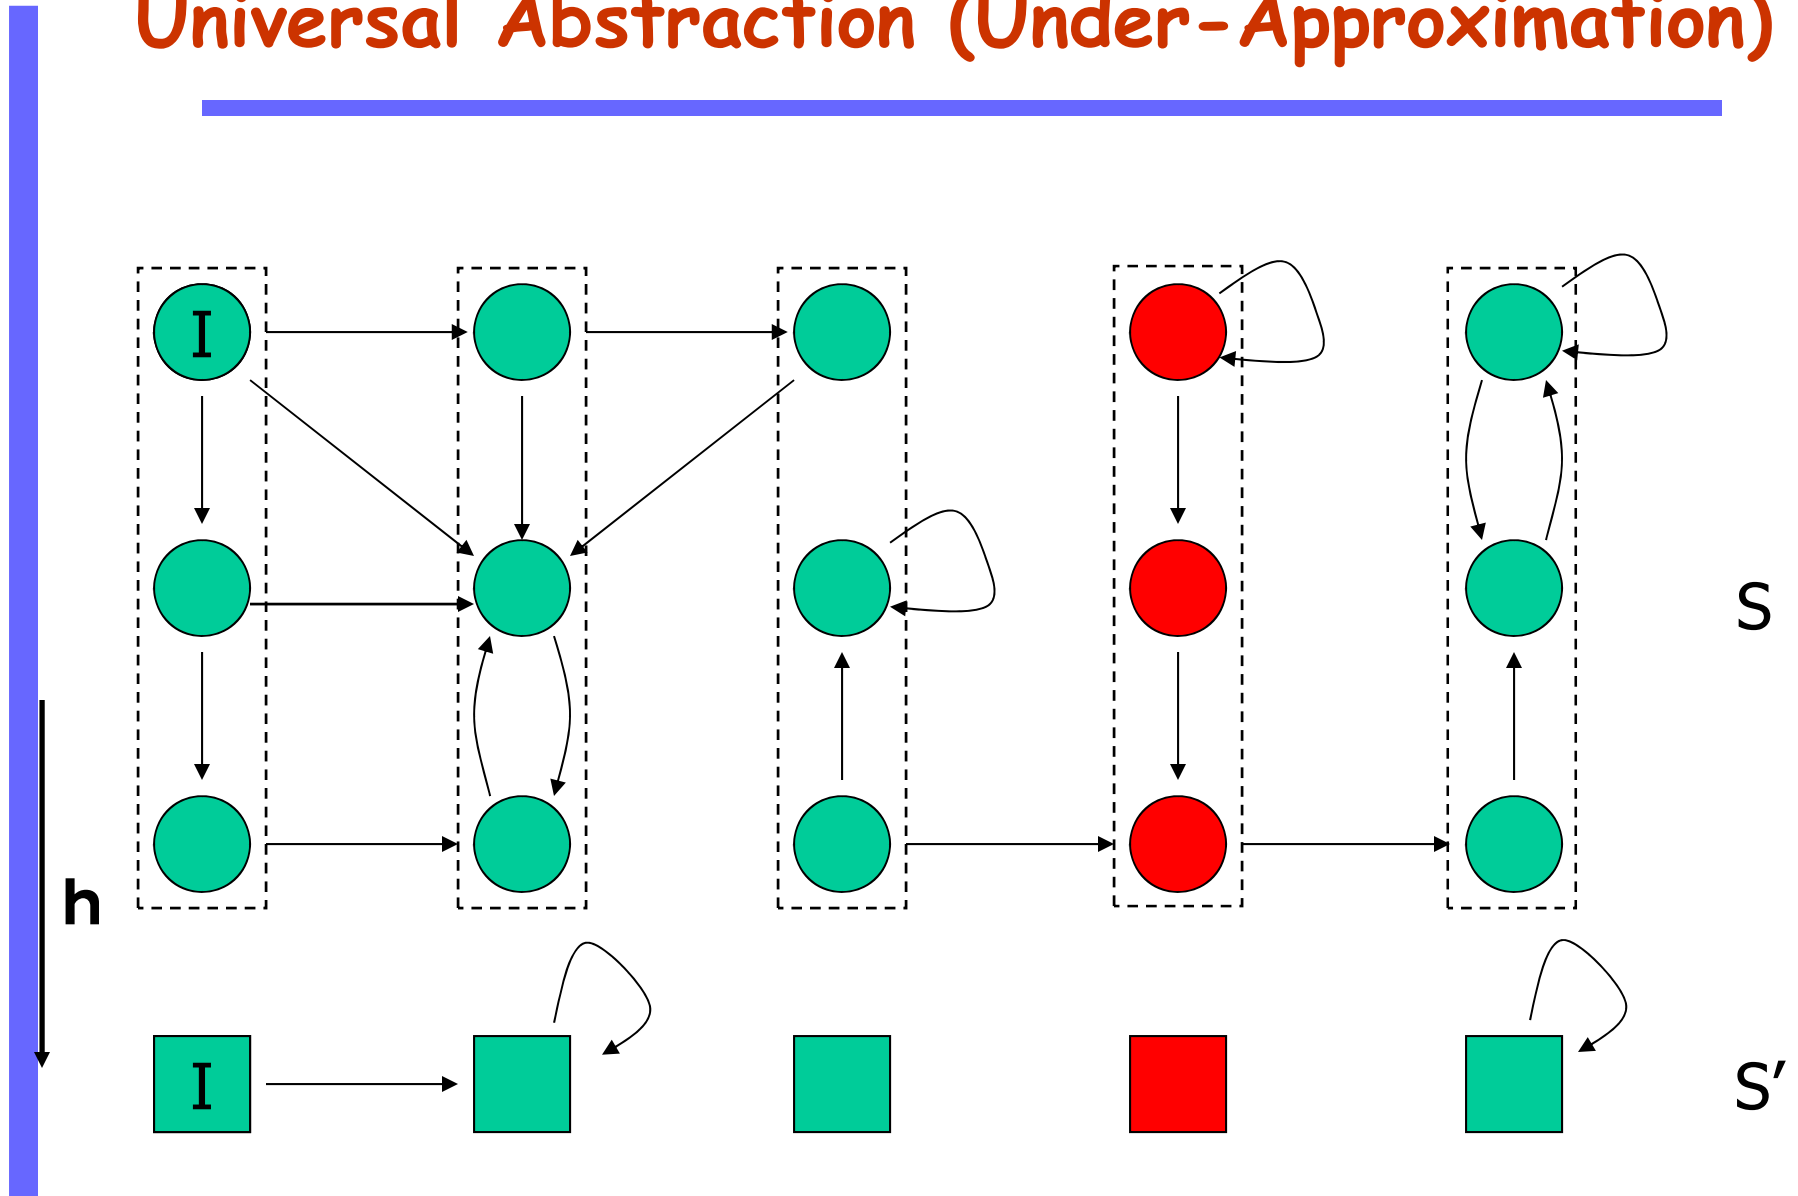 Universal Abstraction (Under-Approximation)
I
S
h
I
S’